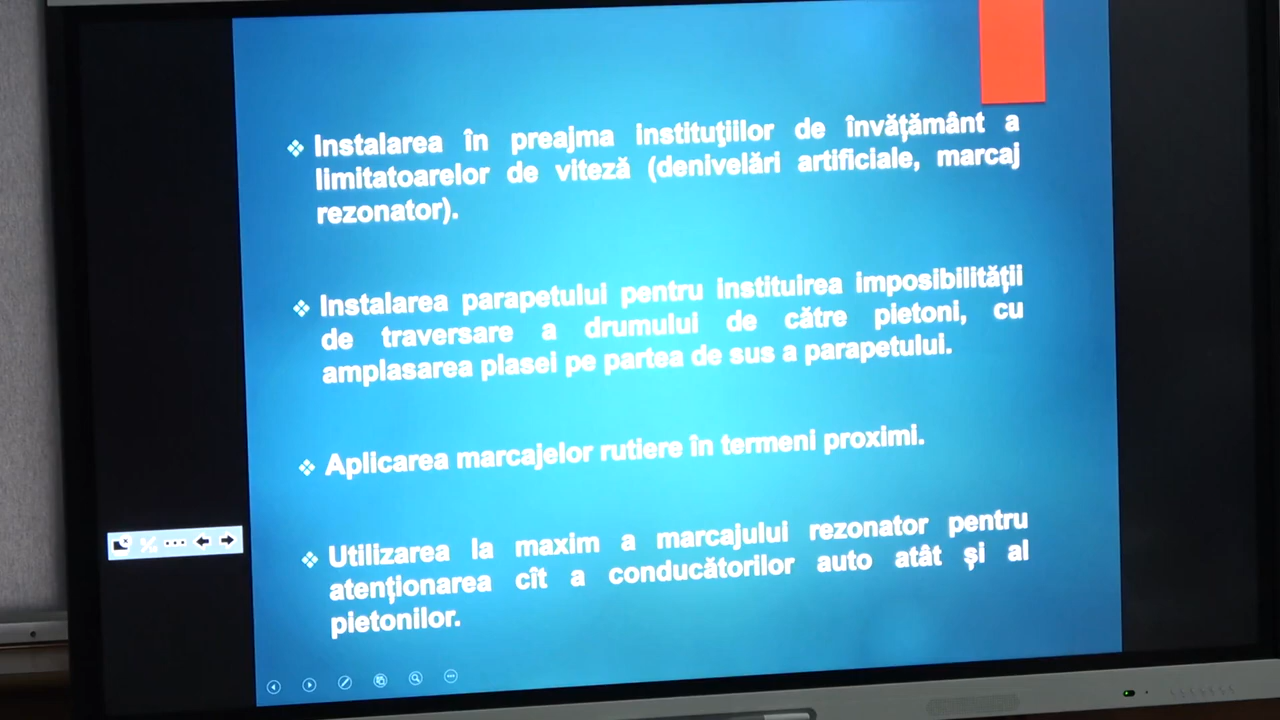 Instalarea în preajma instituţiilor de învăţământ a
limitatoarelor de viteză (denivelări artificiale, marcaj
rezonator).
Instalarea parapetului pentru instituirea imposibilităţii
de traversare a drumului de către pietoni, cu
amplasarea plasei pe partea de sus a parapetului.
Aplicarea marcajelor rutiere în termeni proximi.
Utilizarea la maxim a marcajului rezonator pentru
atenționarea cît a conducătorilor auto atât și al
pietonilor.